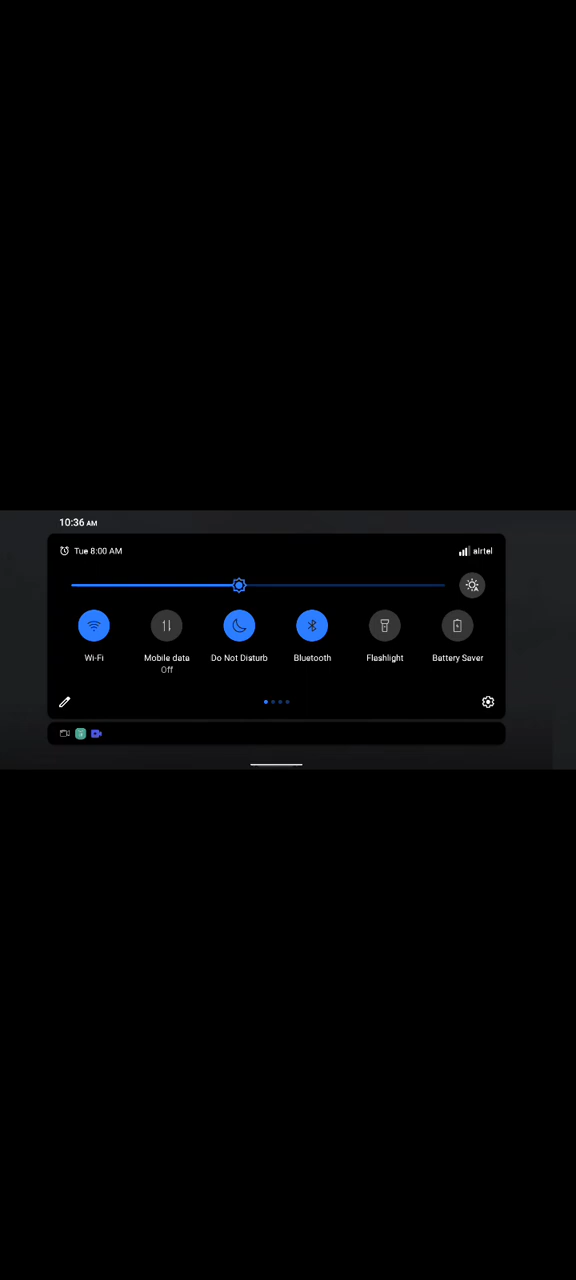 10:36 AM
Tue 8:00 AM airtel
Wi-Fi Mobile data Do Not Disturb Bluetooth Flashlight Battery Saver
Off